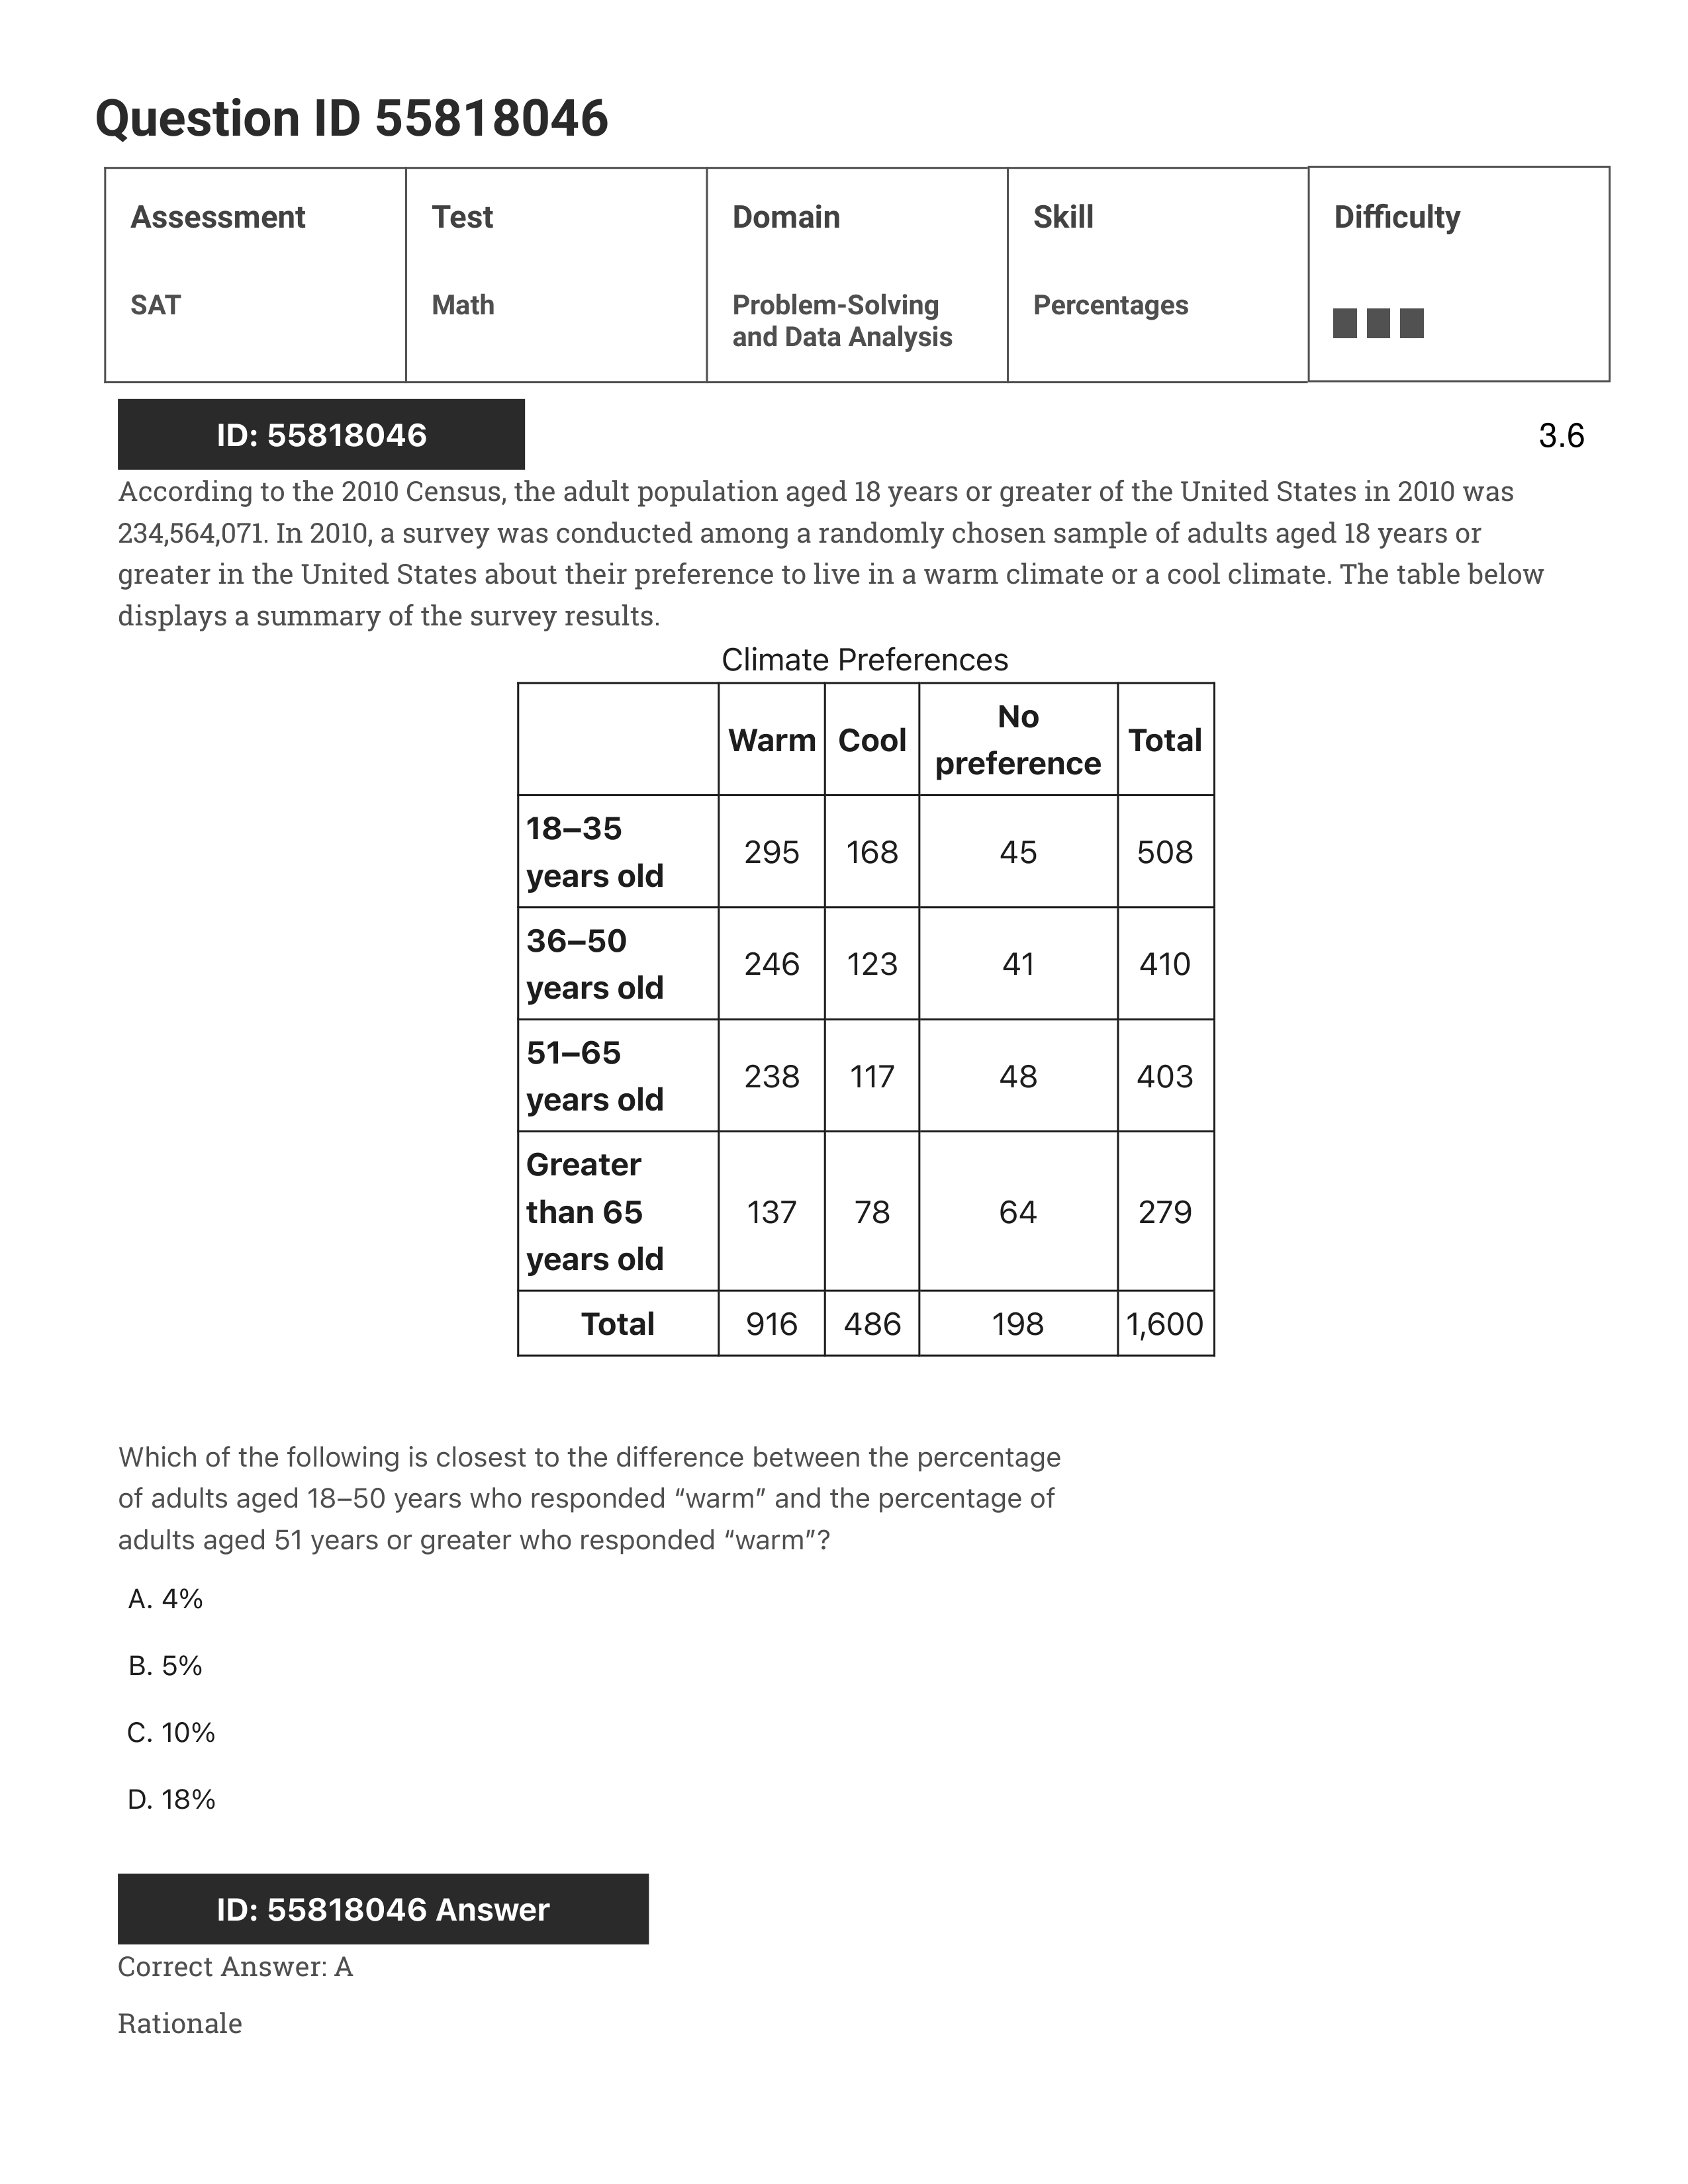 Question ID 55818046
Assessment Test Domain Skill Difficulty
SAT Math Problem-Solving and Data Analysis Percentages
ID: 55818046 3.6
According to the 2010 Census, the adult population aged 18 years or greater of the United States in 2010 was
234,564,071. In 2010, a survey was conducted among a randomly chosen sample of adults aged 18 years or
greater in the United States about their preference to live in a warm climate or a cool climate. The table below
displays a summary of the survey results.
Climate Preferences
Warm Cool No preference Total
18–35 years old 295 168 45 508
36–50 years old 246 123 41 410
51–65 years old 238 117 48 403
Greater than 65 years old 137 78 64 279
Total 916 486 198 1,600
Which of the following is closest to the difference between the percentage
of adults aged 18–50 years who responded “warm” and the percentage of
adults aged 51 years or greater who responded “warm”?
A. 4%
B. 5%
C. 10%
D. 18%
ID: 55818046 Answer
Correct Answer: A
Rationale